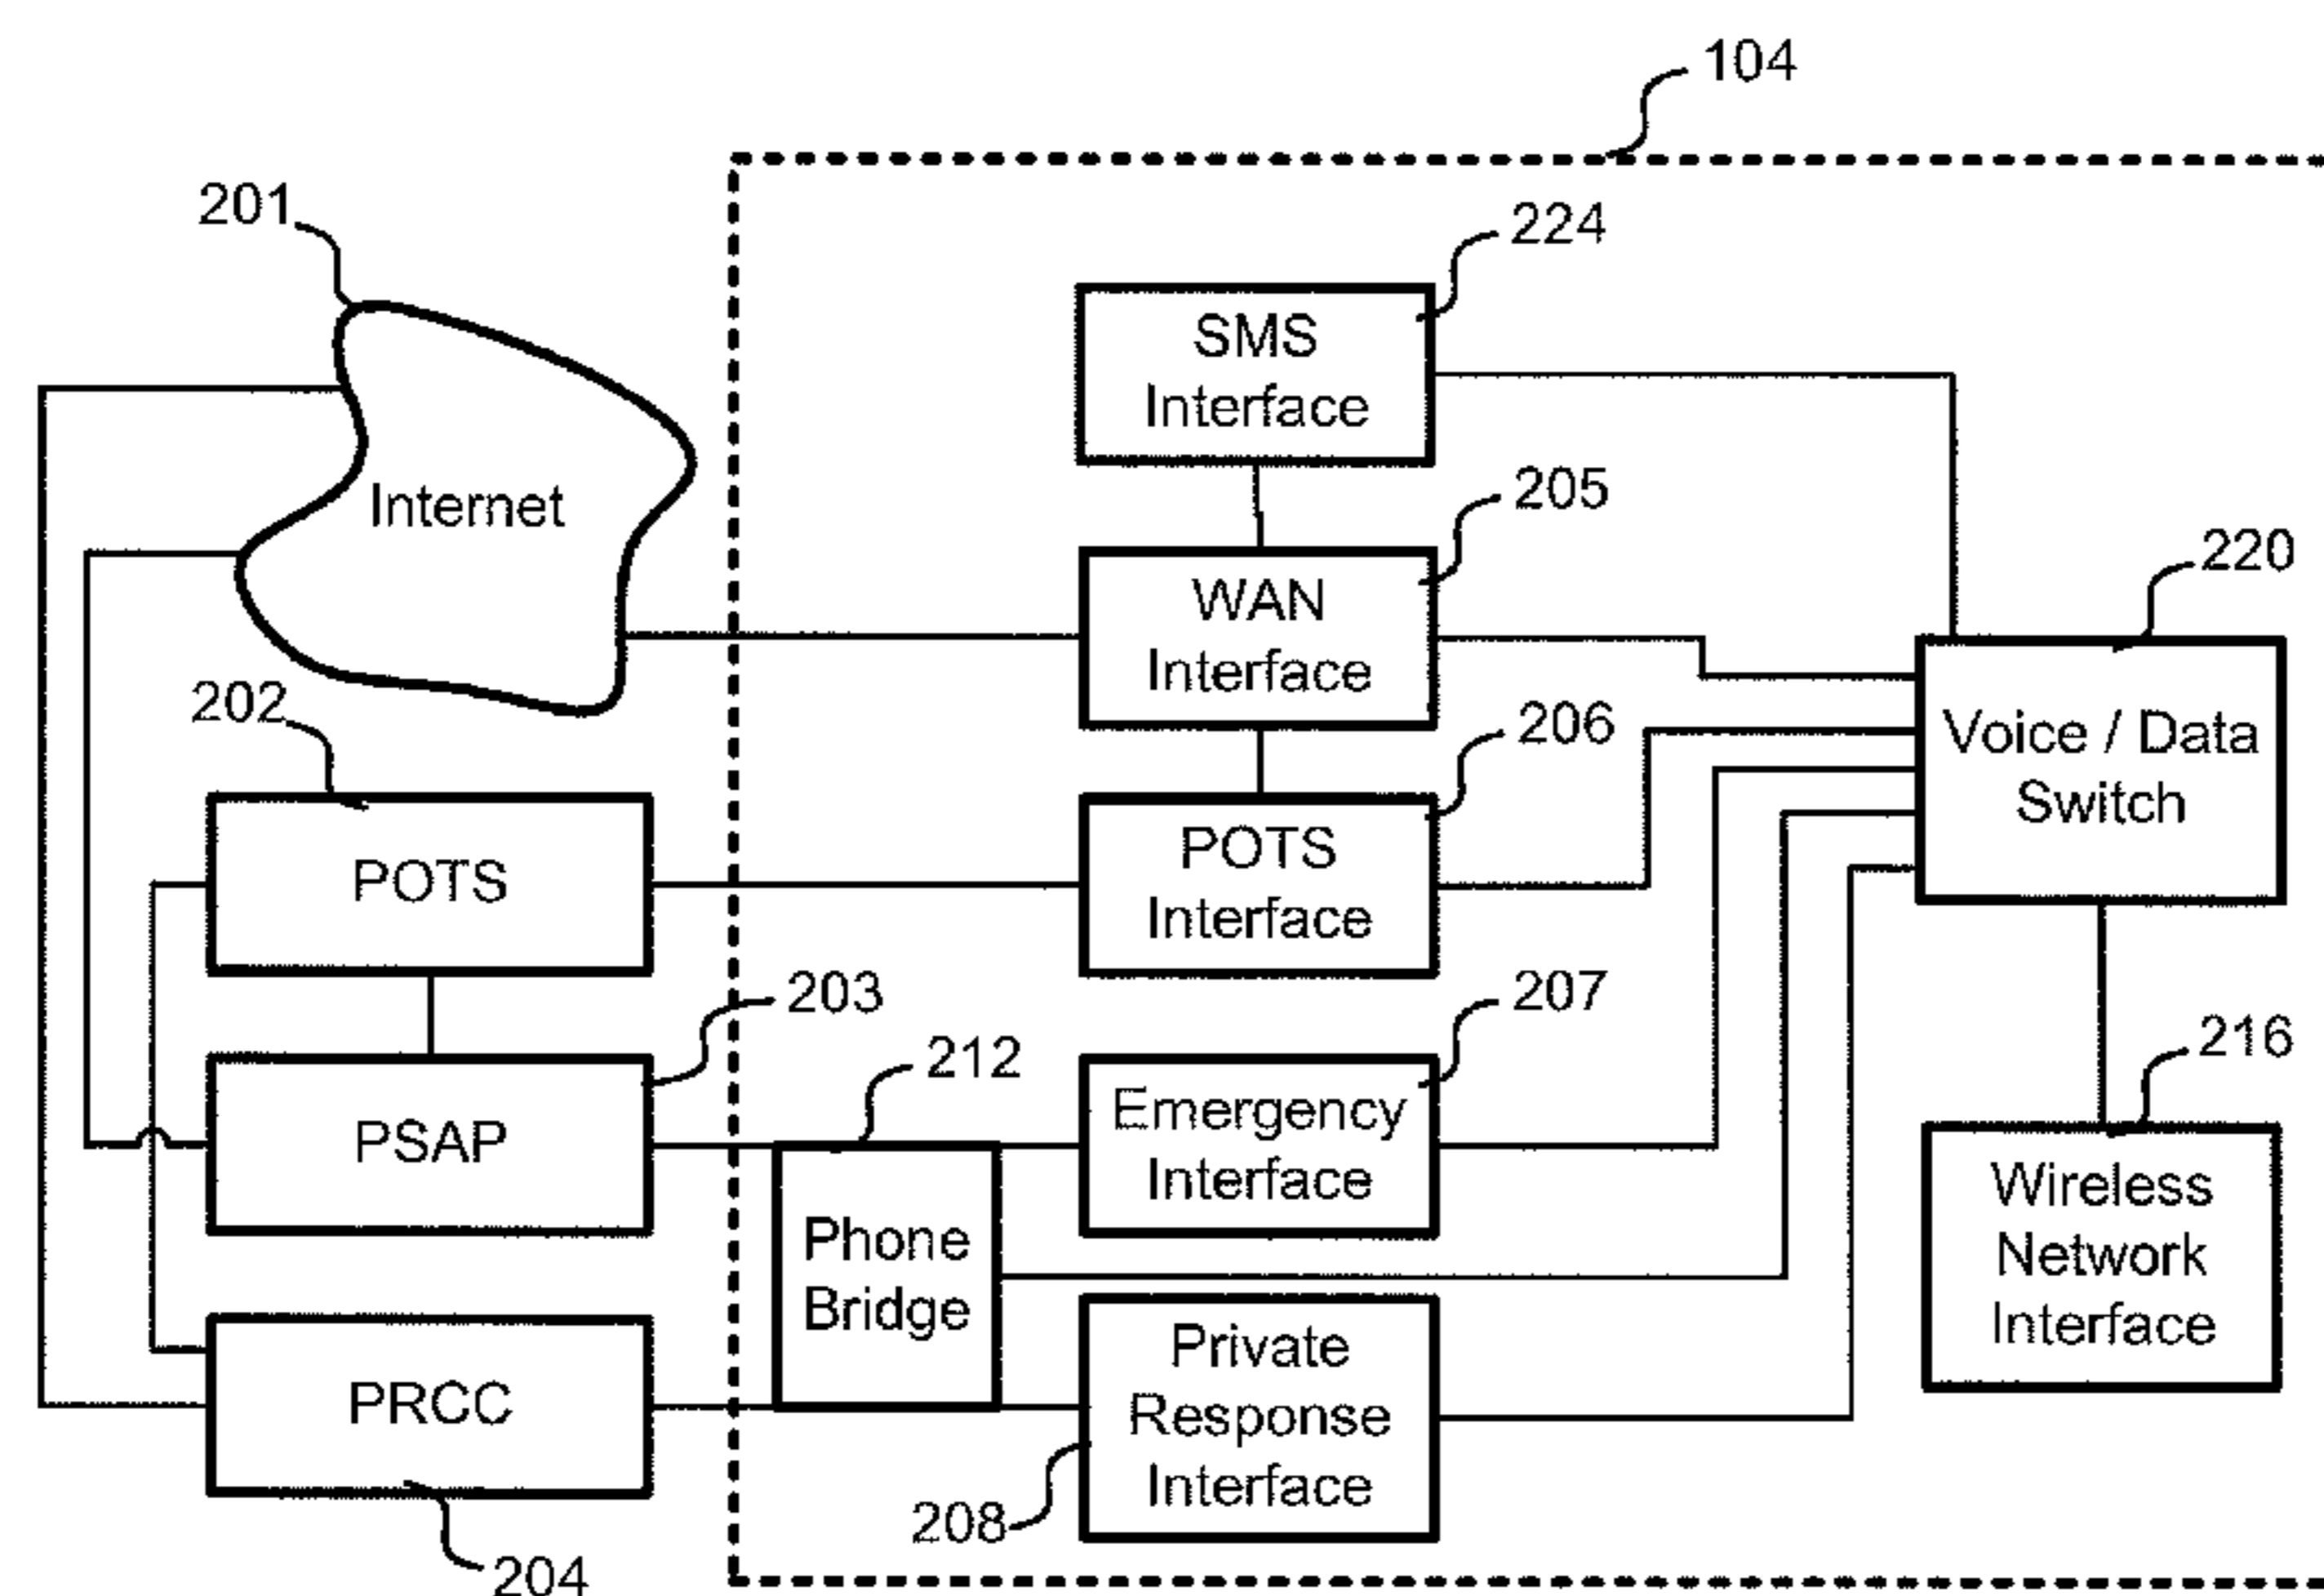 104
201
224
SMS
Interface
205
Internet
WAN
Interface
220
202
206
Voice / Data
Switch
POTS
POTS
Interface
203
207
212
216
PSAP
Emergency
Interface
Phone
Bridge
Wireless
Network
Interface
PRCC
Private
Response
Interface
208
204